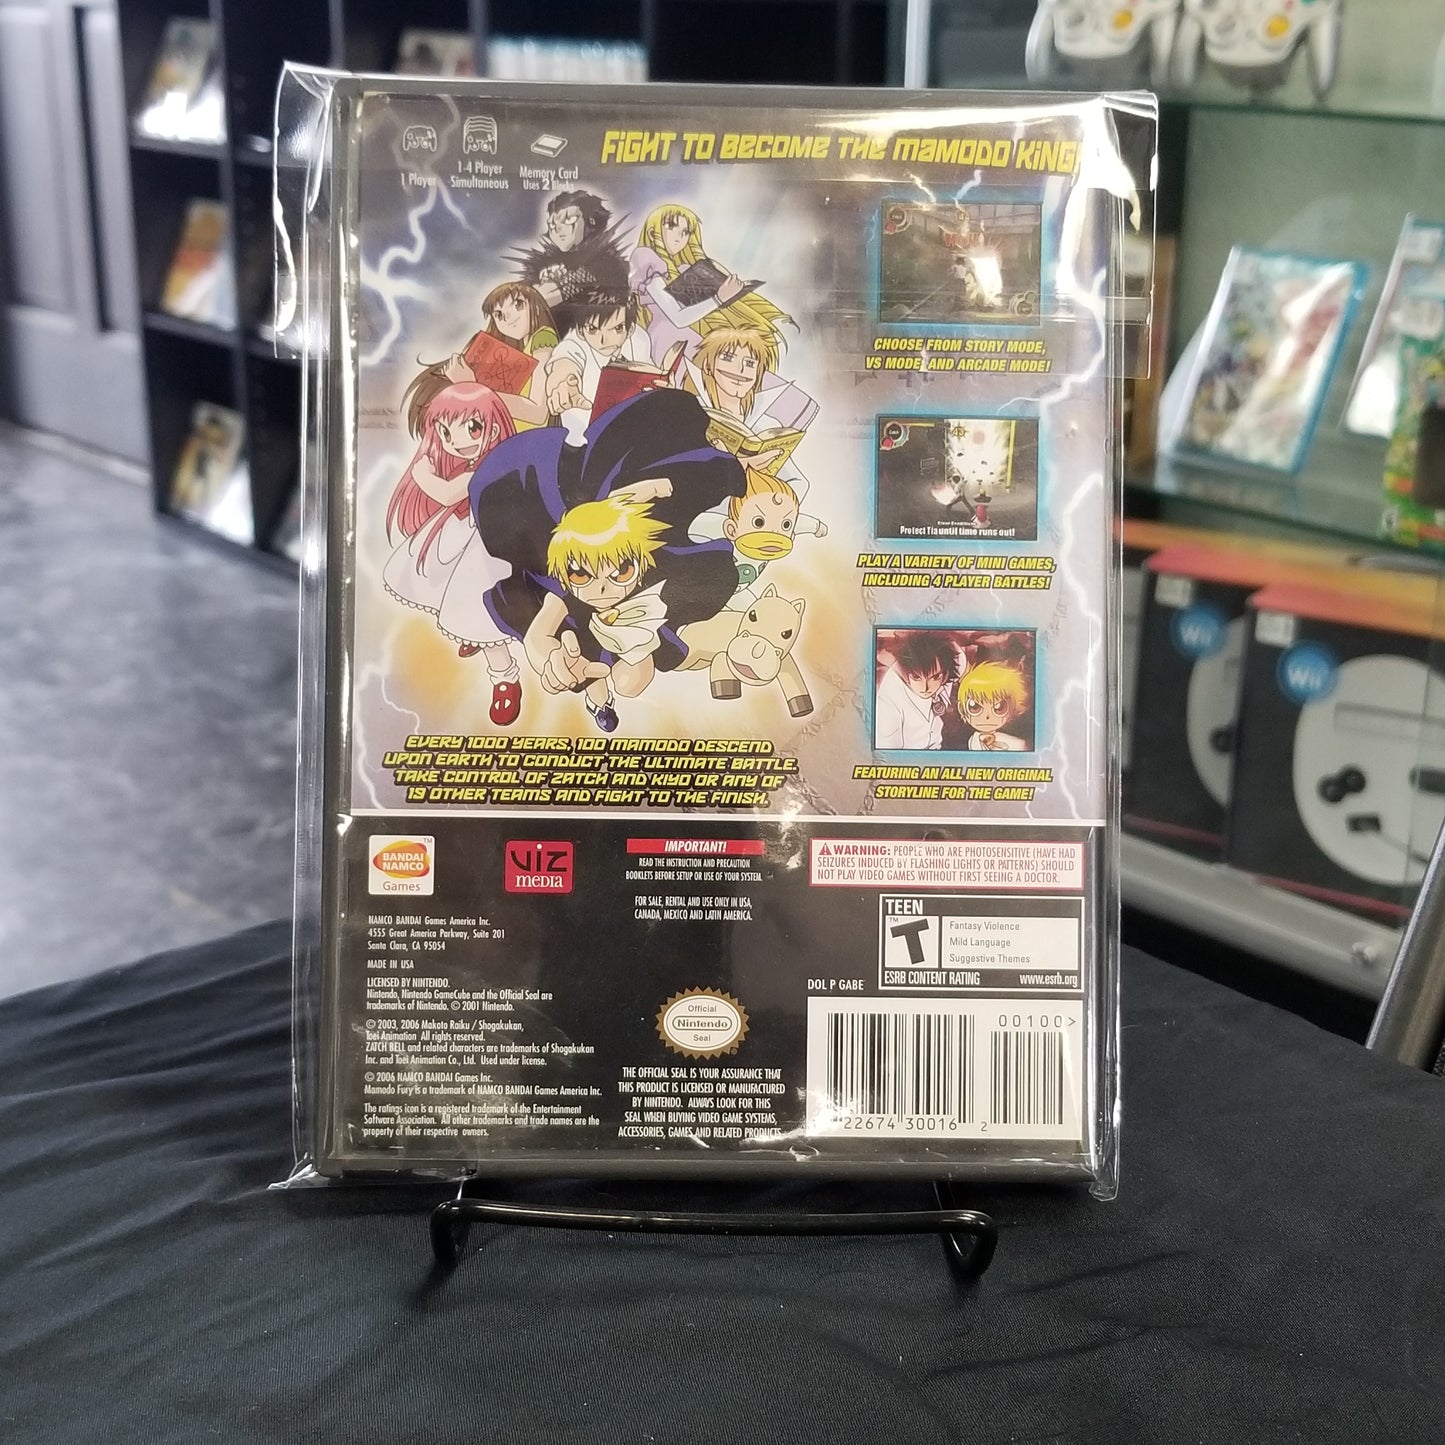 1 Player
1-4 Player
Simultaneous
Memory Card
Uses 2 Blocks
FIGHT TO BECOME THE MAMODO KING!
CHOOSE FROM STORY MODE,
VS MODE, AND ARCADE MODE!
Protect Tia until time runs out!
PLAY A VARIETY OF MINI GAMES,
INCLUDING 4 PLAYER BATTLES!
FEATURING AN ALL NEW ORIGINAL
STORYLINE FOR THE GAME!
EVERY 1000 YEARS, 100 MAMODO DESCEND
UPON EARTH TO CONDUCT THE ULTIMATE BATTLE.
TAKE CONTROL OF ZATCH AND KIYO OR ANY OF
19 OTHER TEAMS AND FIGHT TO THE FINISH.
BANDAI
NAMCO
Games
TM
VIZ
MEDIA
IMPORTANT!
READ THE INSTRUCTION AND PRECAUTION
BOOKLETS BEFORE SETUP OR USE OF YOUR SYSTEM.
FOR SALE, RENTAL AND USE ONLY IN USA,
CANADA, MEXICO AND LATIN AMERICA.
WARNING: PEOPLE WHO ARE PHOTOSENSITIVE (HAVE HAD
SEIZURES INDUCED BY FLASHING LIGHTS OR PATTERNS) SHOULD
NOT PLAY VIDEO GAMES WITHOUT FIRST SEEING A DOCTOR.
NAMCO BANDAI Games America Inc.
4555 Great America Parkway, Suite 201
Santa Clara, CA 95054
MADE IN USA
LICENSED BY NINTENDO.
Nintendo, Nintendo GameCube and the Official Seal are
trademarks of Nintendo. © 2001 Nintendo.
© 2003, 2006 Makoto Raiku / Shogakukan,
Toei Animation All rights reserved.
ZATCH BELL and related characters are trademarks of Shogakukan
Inc. and Toei Animation Co., Ltd. Used under license.
© 2006 NAMCO BANDAI Games Inc.
Mamodo Fury is a trademark of NAMCO BANDAI Games America Inc.
The ratings icon is a registered trademark of the Entertainment
Software Association. All other trademarks and trade names are the
property of their respective owners.
Official
Nintendo
Seal
THE OFFICIAL SEAL IS YOUR ASSURANCE THAT
THIS PRODUCT IS LICENSED OR MANUFACTURED
BY NINTENDO. ALWAYS LOOK FOR THIS
SEAL WHEN BUYING VIDEO GAME SYSTEMS,
ACCESSORIES, GAMES AND RELATED PRODUCTS.
TEEN
TM
T
Fantasy Violence
Mild Language
Suggestive Themes
ESRB CONTENT RATING www.esrb.org
DOL P GABE
00100>
22674 30016 2
Wii
Wii